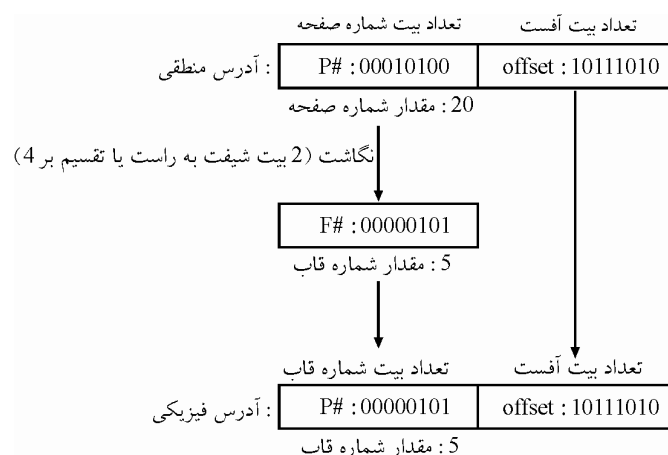 تعداد بیت شماره صفحه تعداد بیت آفست
آدرس منطقی : P# : 00010100 offset : 10111010
20 : مقدار شماره صفحه
نگاشت (2 بیت شیفت به راست یا تقسیم بر 4)
F# : 00000101
5 : مقدار شماره قاب
تعداد بیت شماره قاب تعداد بیت آفست
آدرس فیزیکی : P# : 00000101 offset : 10111010
5 : مقدار شماره قاب